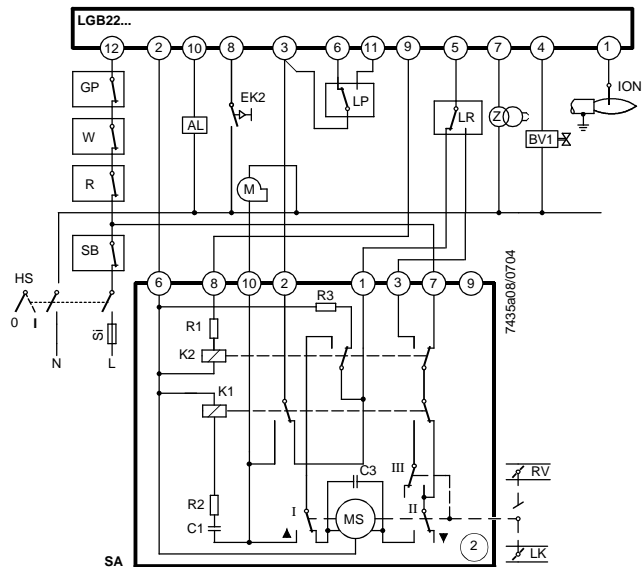 LGB22...
12 2 10 8 3 6 11 9 5 7 4 1
GP
EK2
LP
ION
AL
LR
Z
W
BV1
M
R
SB
HS
0 I
Si
N L
6 8 10 2 1 3 7 9
7435a08/0704
R3
R1
K2
K1
C3
III
RV
R2
I
MS
II
C1
2
SA
LK